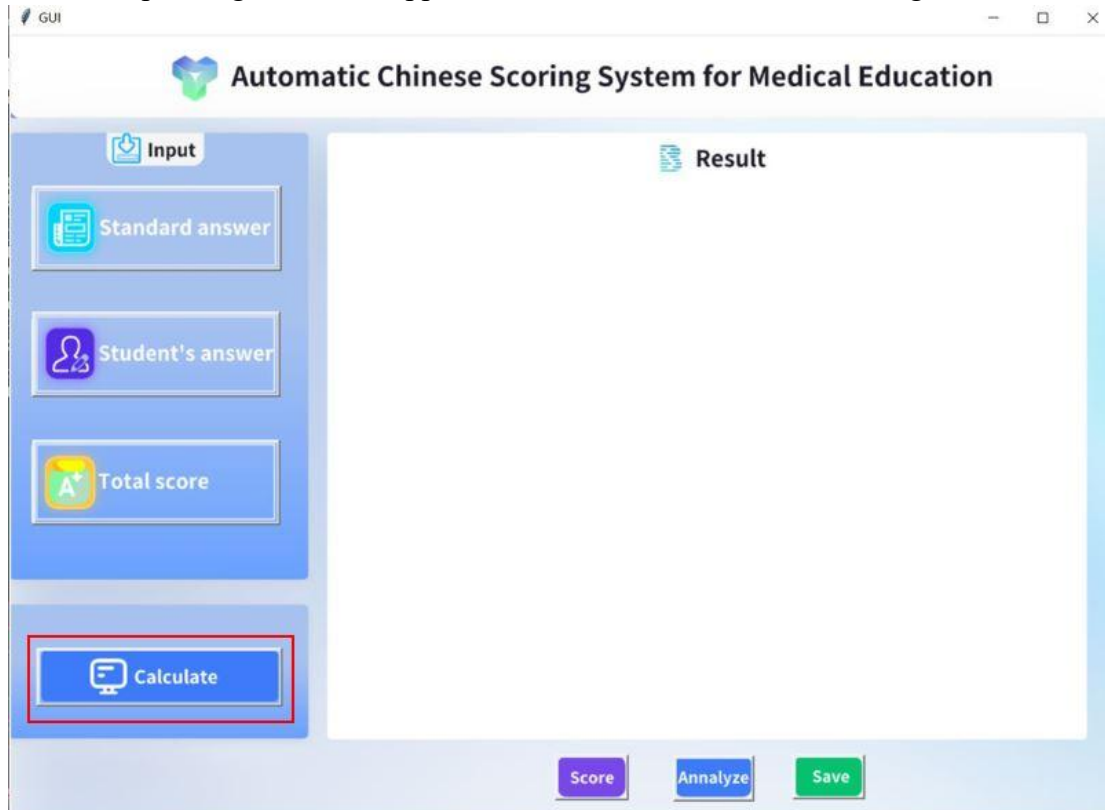 GUI
Automatic Chinese Scoring System for Medical Education
Input
Result
Standard answer
Student's answer
Total score
Calculate
Score
Annalyze
Save